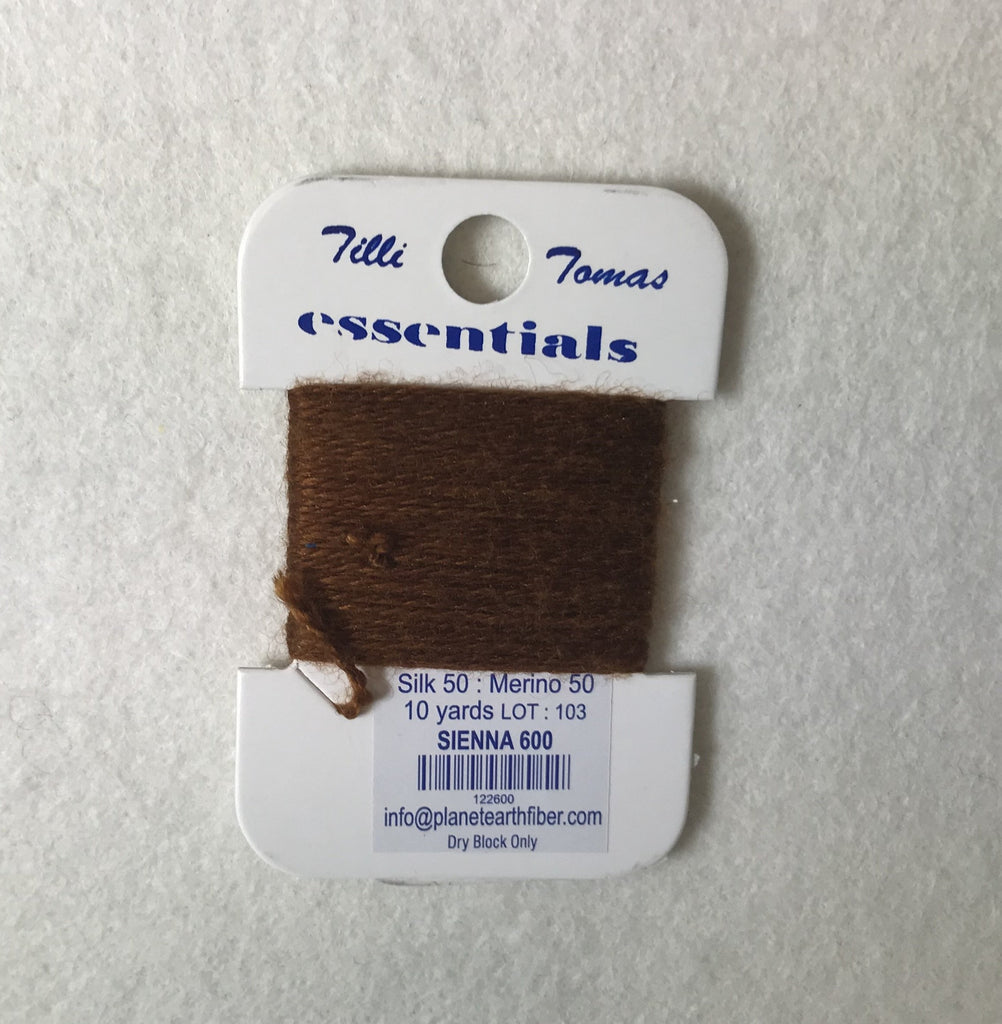 Tilli Tomas
essentials
Silk 50 : Merino 50
10 yards LOT : 103
SIENNA 600
122600
info@planetearthfiber.com
Dry Block Only